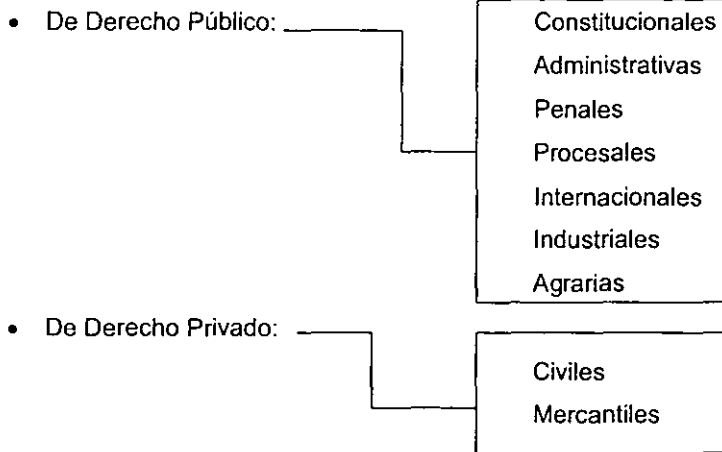 • De Derecho Público: Constitucionales
Administrativas
Penales
Procesales
Internacionales
Industriales
Agrarias
• De Derecho Privado:
Civiles
Mercantiles